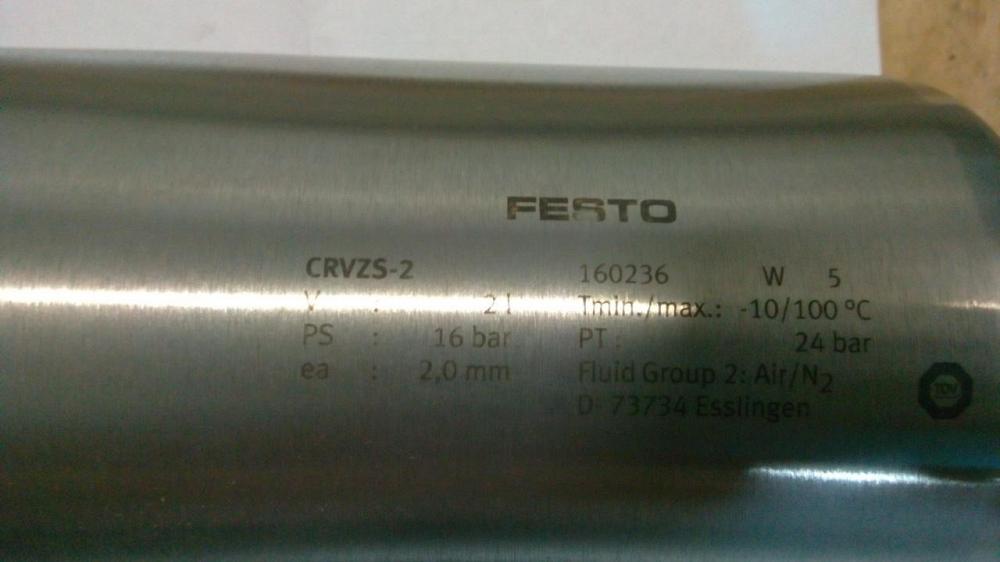 FESTO
CRVZS-2 160236 W 5
V : 2 l Tmin./max.: -10/100 °C
PS : 16 bar PT : 24 bar
ea : 2,0 mm Fluid Group 2: Air/N2
D- 73734 Esslingen
TÜV